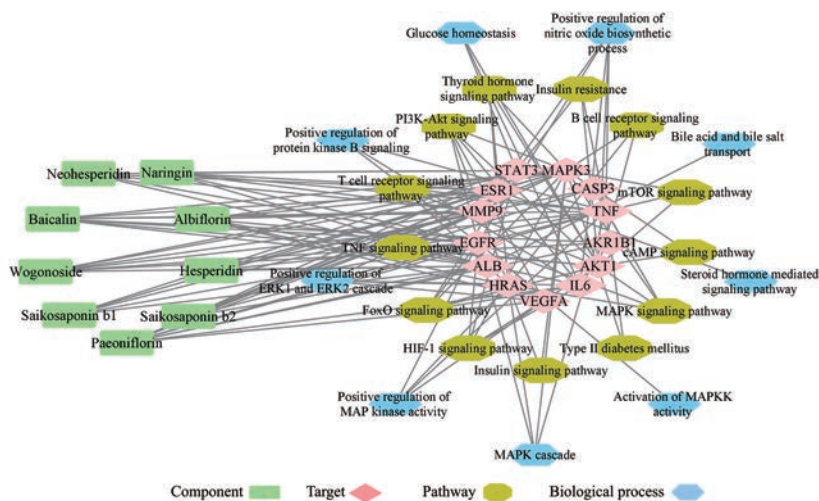 Glucose homeostasis
Positive regulation of
nitric oxide biosynthetic
process
Thyroid hormone
signaling pathway
Insulin resistance
PI3K-Akt signaling
pathway
B cell receptor signaling
pathway
Positive regulation of
protein kinase B signaling
Bile acid and bile salt
transport
Neohesperidin
Naringin
STAT3
MAPK3
T cell receptor signaling
pathway
ESR1
CASP3
mTOR signaling pathway
MMP9
TNF
Baicalin
Albiflorin
TNF signaling pathway
EGFR
AKR1B1
cAMP signaling pathway
Wogonoside
Hesperidin
Positive regulation of
ERK1 and ERK2 cascade
ALB
AKT1
Steroid hormone mediated
signaling pathway
HRAS
IL6
VEGFA
Saikosaponin b1
Saikosaponin b2
FoxO signaling pathway
MAPK signaling pathway
Paeoniflorin
HIF-1 signaling pathway
Type II diabetes mellitus
Insulin signaling pathway
Positive regulation of
MAP kinase activity
Activation of MAPKK
activity
MAPK cascade
Component
Target
Pathway
Biological process